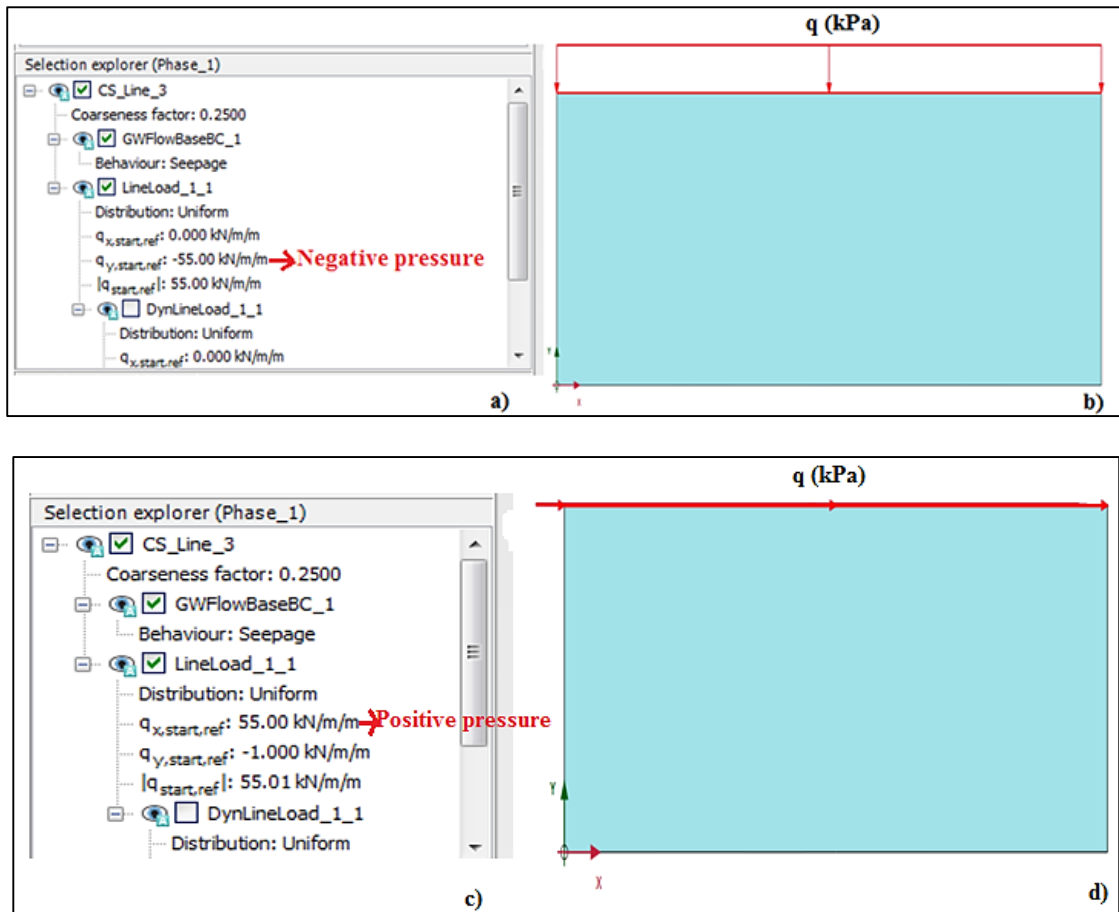 q (kPa)
Selection explorer (Phase_1)
CS_Line_3
Coarseness factor: 0.2500
GWFlowBaseBC_1
Behaviour: Seepage
LineLoad_1_1
Distribution: Uniform
qx,start,ref: 0.000 kN/m/m
qy,start,ref: -55.00 kN/m/m Negative pressure
|qstart,ref|: 55.00 kN/m/m
DynLineLoad_1_1
Distribution: Uniform
qx,start,ref: 0.000 kN/m/m
a)
Y
x
b)
q (kPa)
Selection explorer (Phase_1)
CS_Line_3
Coarseness factor: 0.2500
GWFlowBaseBC_1
Behaviour: Seepage
LineLoad_1_1
Distribution: Uniform
qx,start,ref: 55.00 kN/m/m Positive pressure
qy,start,ref: -1.000 kN/m/m
|qstart,ref|: 55.01 kN/m/m
DynLineLoad_1_1
Distribution: Uniform
c)
Y
X
d)